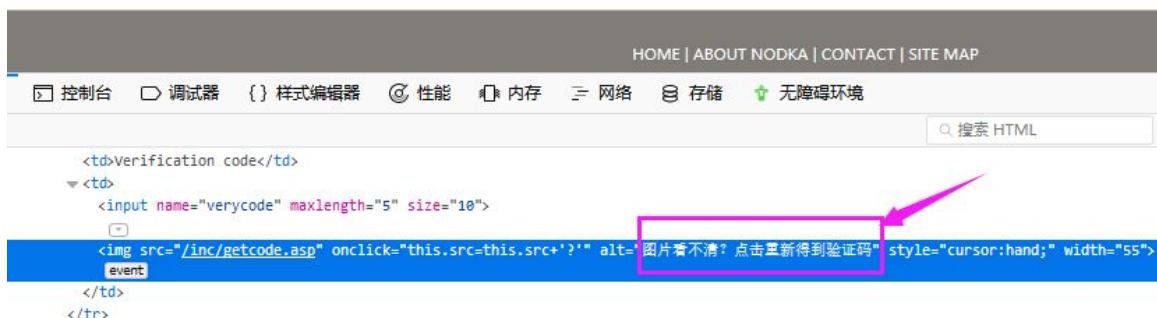 HOME | ABOUT NODKA | CONTACT | SITE MAP
控制台 调试器 {} 样式编辑器 性能 内存 网络 存储 无障碍环境
搜索 HTML
<td>Verification code</td>
<td>
<input name="verycode" maxlength="5" size="10">
<img src="/inc/getcode.asp" onclick="this.src=this.src+'?'" alt="图片看不清？点击重新得到验证码" style="cursor:hand;" width="55">
event
</td>
</tr>